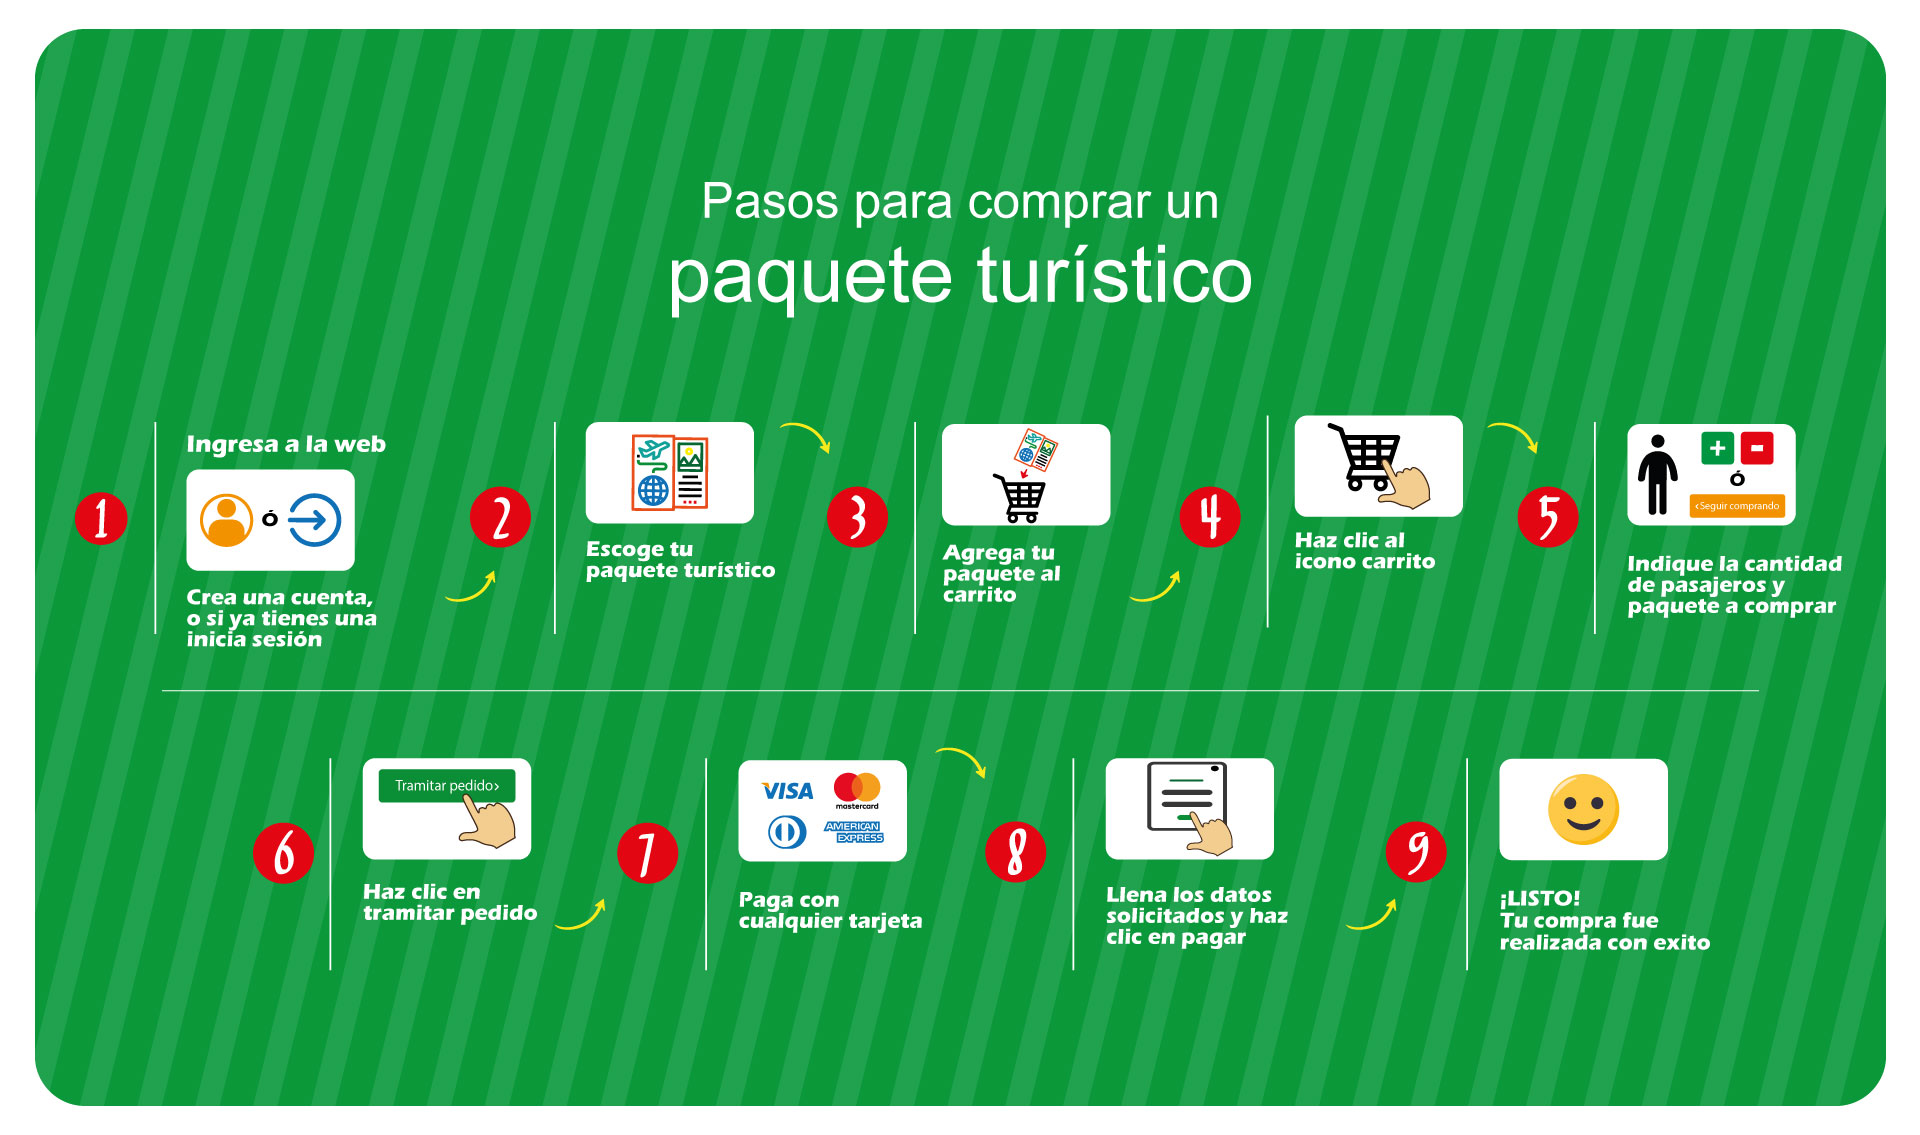 Pasos para comprar un
paquete turístico
1
Ingresa a la web
ó
Crea una cuenta,
o si ya tienes una
inicia sesión
2
Escoge tu
paquete turístico
3
Agrega tu
paquete al
carrito
4
Haz clic al
icono carrito
5
+ -
ó
‹Seguir comprando
Indique la cantidad
de pasajeros y
paquete a comprar
6
Tramitar pedido›
Haz clic en
tramitar pedido
7
VISA
mastercard
AMERICAN
EXPRESS
Paga con
cualquier tarjeta
8
Llena los datos
solicitados y haz
clic en pagar
9
¡LISTO!
Tu compra fue
realizada con exito